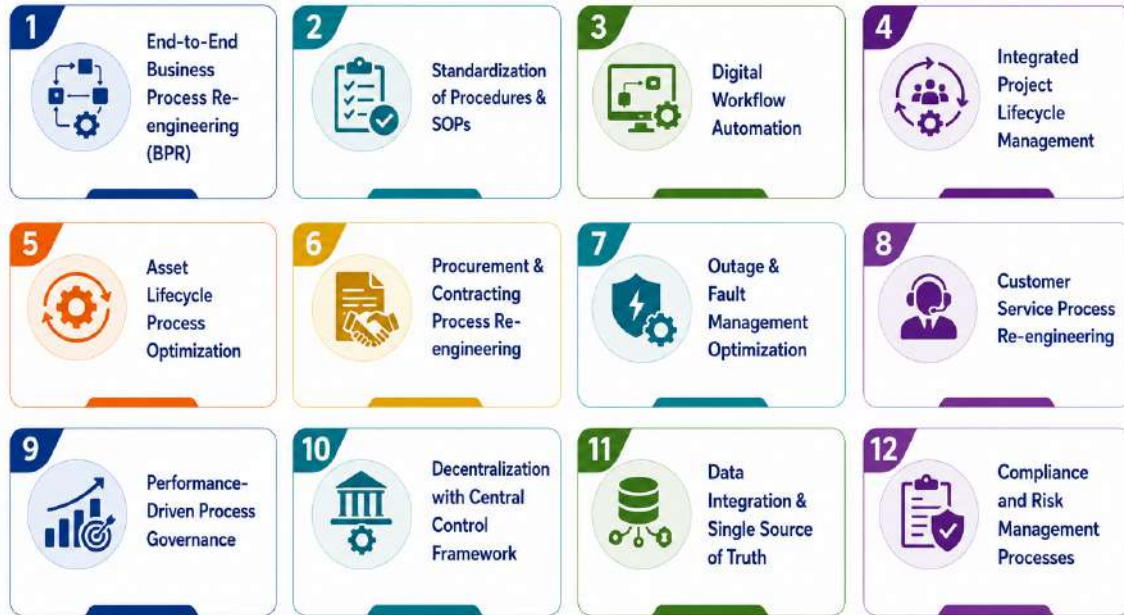 1
End-to-End
Business
Process Re-
engineering
(BPR)
2
Standardization
of Procedures &
SOPs
3
Digital
Workflow
Automation
4
Integrated
Project
Lifecycle
Management
5
Asset
Lifecycle
Process
Optimization
6
Procurement &
Contracting
Process Re-
engineering
7
Outage &
Fault
Management
Optimization
8
Customer
Service Process
Re-engineering
9
Performance-
Driven Process
Governance
10
Decentralization
with Central
Control
Framework
11
Data
Integration &
Single Source
of Truth
12
Compliance
and Risk
Management
Processes